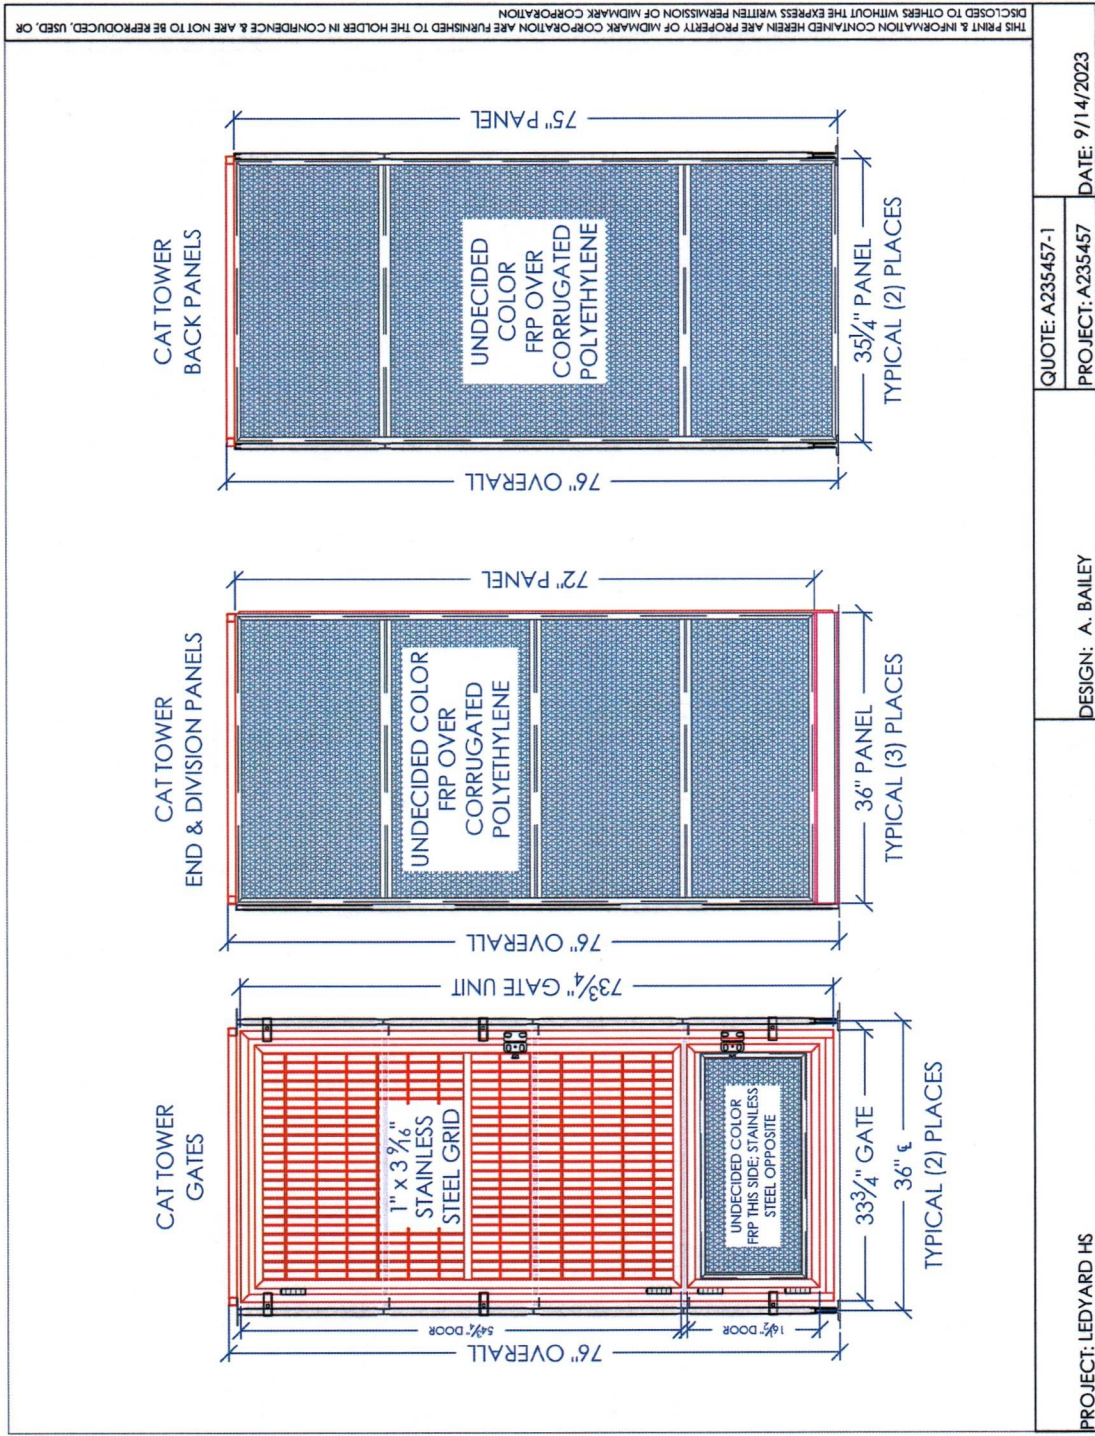 THIS PRINT & INFORMATION CONTAINED HEREIN ARE PROPERTY OF MIDMARK CORPORATION ARE FURNISHED TO THE HOLDER IN CONFIDENCE & ARE NOT TO BE REPRODUCED, USED, OR
DISCLOSED TO OTHERS WITHOUT THE EXPRESS WRITTEN PERMISSION OF MIDMARK CORPORATION
CAT TOWER
GATES
76" OVERALL
54¾" DOOR
16½" DOOR
1" x 3 9/16"
STAINLESS
STEEL GRID
UNDECIDED COLOR
FRP THIS SIDE; STAINLESS
STEEL OPPOSITE
73¾" GATE UNIT
33¾" GATE
36" ℄
TYPICAL (2) PLACES
CAT TOWER
END & DIVISION PANELS
76" OVERALL
UNDECIDED COLOR
FRP OVER
CORRUGATED
POLYETHYLENE
72" PANEL
36" PANEL
TYPICAL (3) PLACES
CAT TOWER
BACK PANELS
76" OVERALL
UNDECIDED
COLOR
FRP OVER
CORRUGATED
POLYETHYLENE
75" PANEL
35¼" PANEL
TYPICAL (2) PLACES
PROJECT: LEDYARD HS
DESIGN: A. BAILEY
QUOTE: A235457-1
PROJECT: A235457
DATE: 9/14/2023